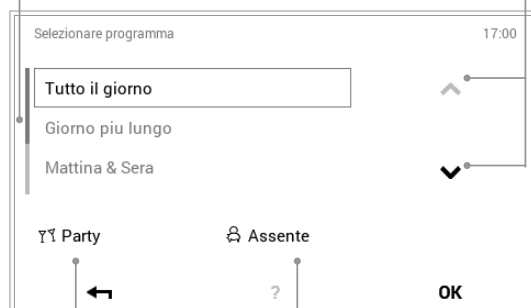 Selezionare programma 17:00
Tutto il giorno
Giorno piu lungo
Mattina & Sera
Party Assente
? OK